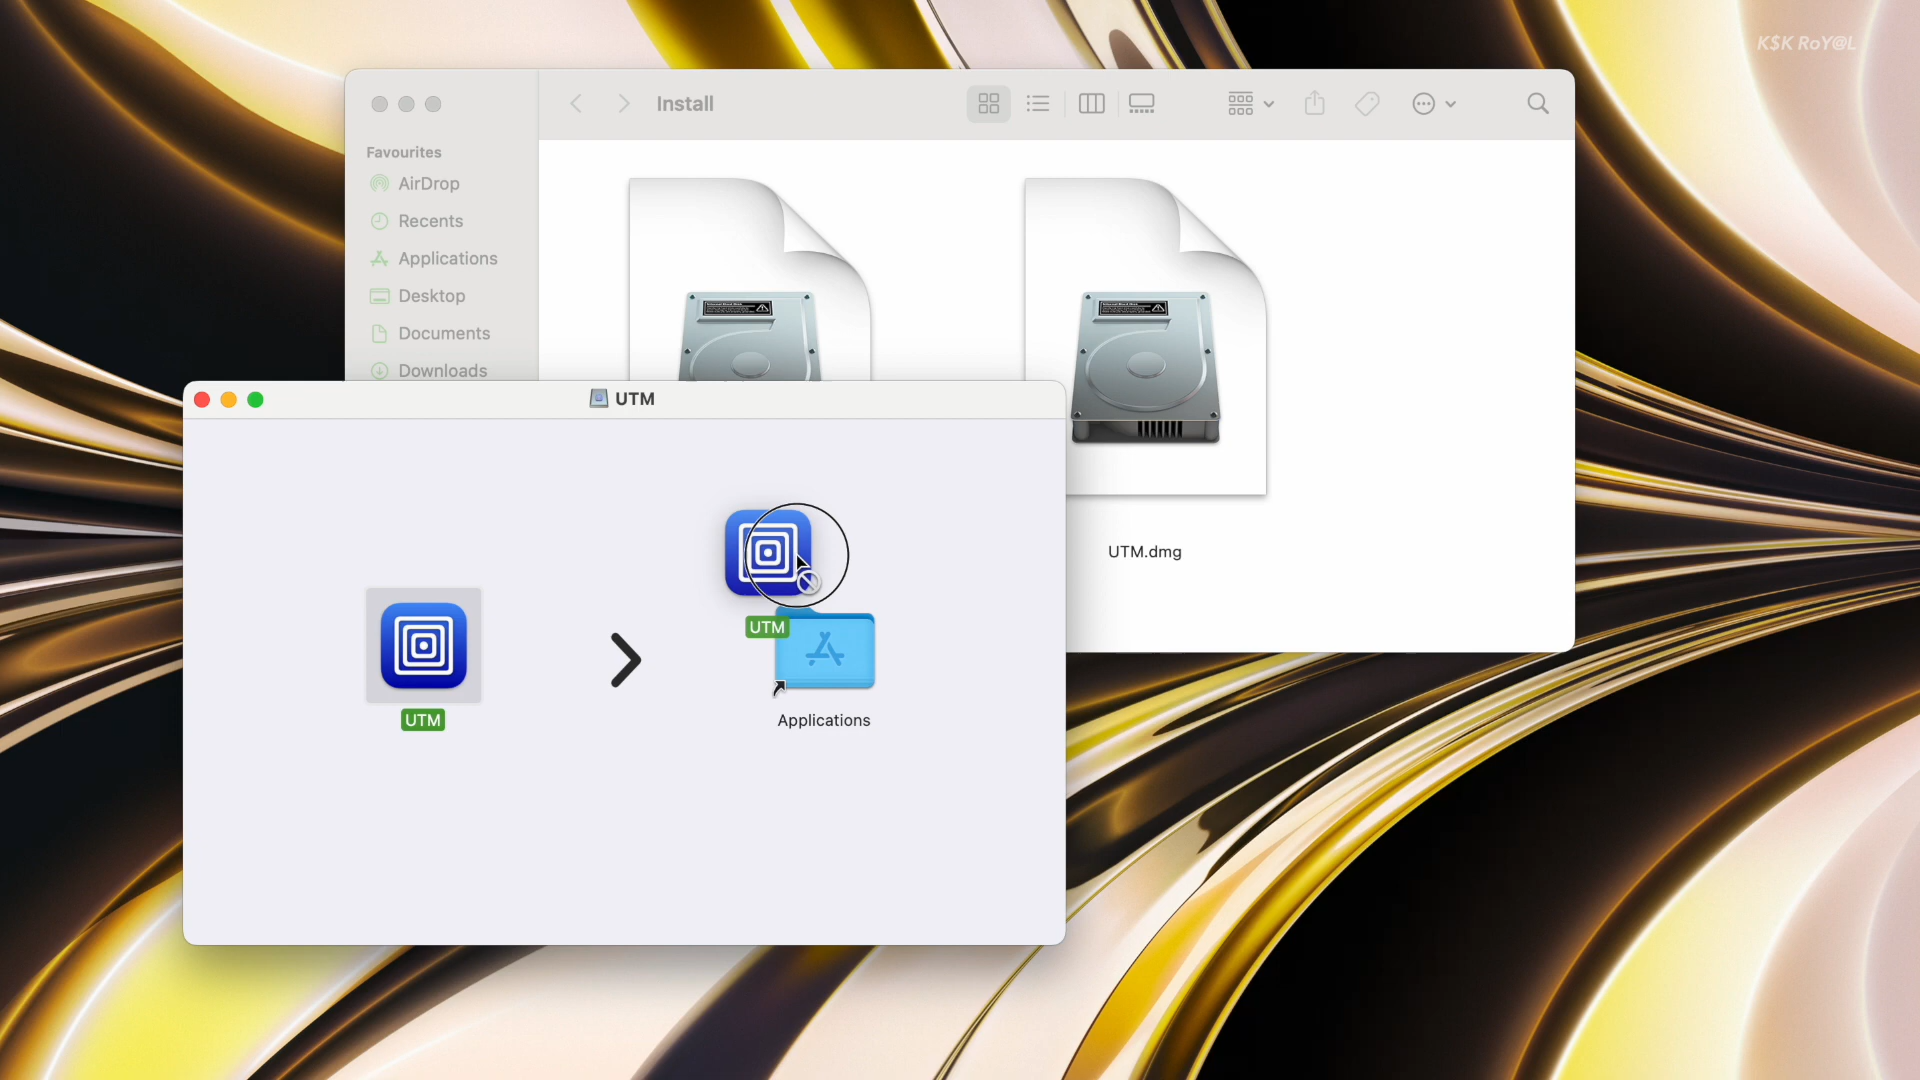 K$K RoY@L
Install
Favourites
AirDrop
Recents
Applications
Desktop
Documents
Downloads
UTM
UTM.dmg
UTM
UTM
Applications